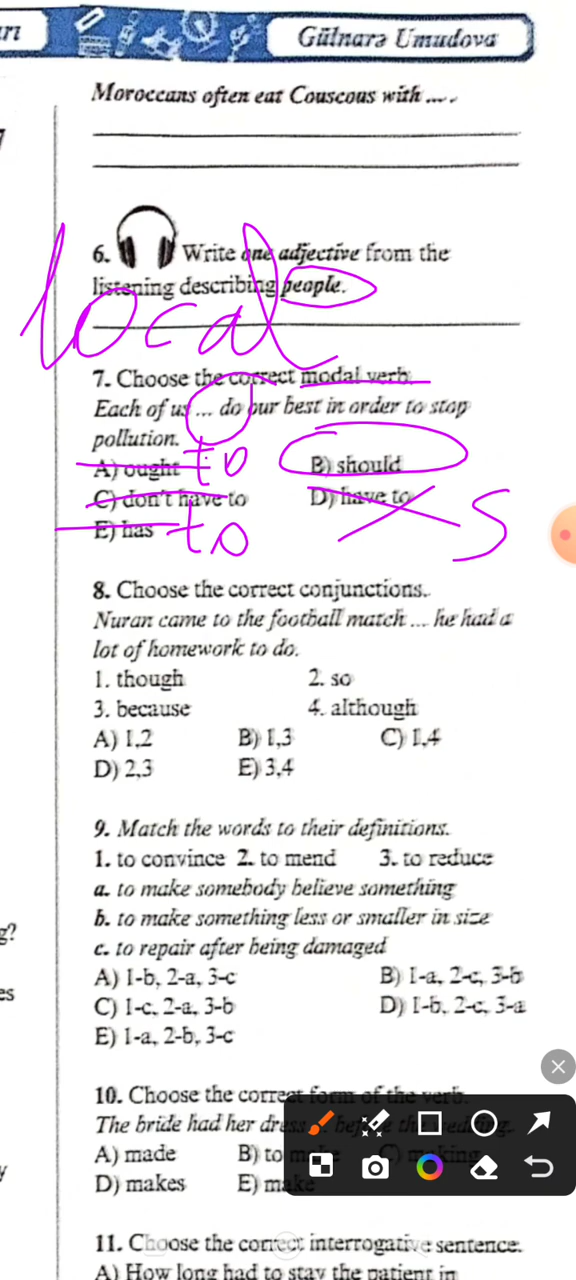 rı
Gülnarə Umudova
Moroccans often eat Couscous with ... .
6. Write one adjective from the
listening describing people.
local
7. Choose the correct modal verb.
Each of us ... do our best in order to stop
pollution.
A) ought to B) should
C) don't have to D) have to s
E) has to
8. Choose the correct conjunctions.
Nuran came to the football match ... he had a
lot of homework to do.
1. though 2. so
3. because 4. although
A) 1,2 B) 1,3 C) 1,4
D) 2,3 E) 3,4
9. Match the words to their definitions.
1. to convince 2. to mend 3. to reduce
a. to make somebody believe something
b. to make something less or smaller in size
c. to repair after being damaged
A) 1-b, 2-a, 3-c B) 1-a, 2-c, 3-b
C) 1-c, 2-a, 3-b D) 1-b, 2-c, 3-a
E) 1-a, 2-b, 3-c
g?
es
y
10. Choose the correct form of the verb.
The bride had her dress before the wedding.
A) made B) to make C) making
D) makes E) make
11. Choose the correct interrogative sentence.
A) How long had to stay the patient in